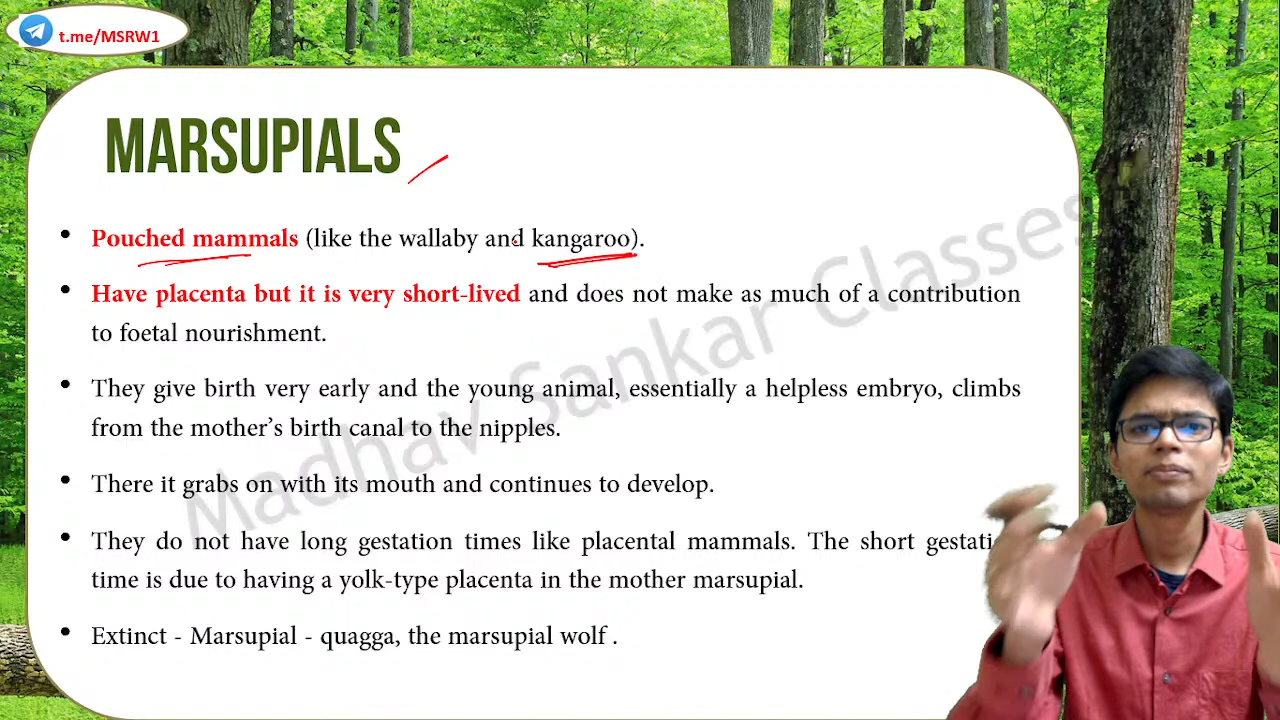 t.me/MSRW1
MARSUPIALS
• Pouched mammals (like the wallaby and kangaroo).
• Have placenta but it is very short-lived and does not make as much of a contribution
to foetal nourishment.
• They give birth very early and the young animal, essentially a helpless embryo, climbs
from the mother’s birth canal to the nipples.
• There it grabs on with its mouth and continues to develop.
• They do not have long gestation times like placental mammals. The short
time is due to having a yolk-type placenta in the mother marsupial.
• Extinct - Marsupial - quagga, the marsupial wolf .
Madhav Sankar Classes